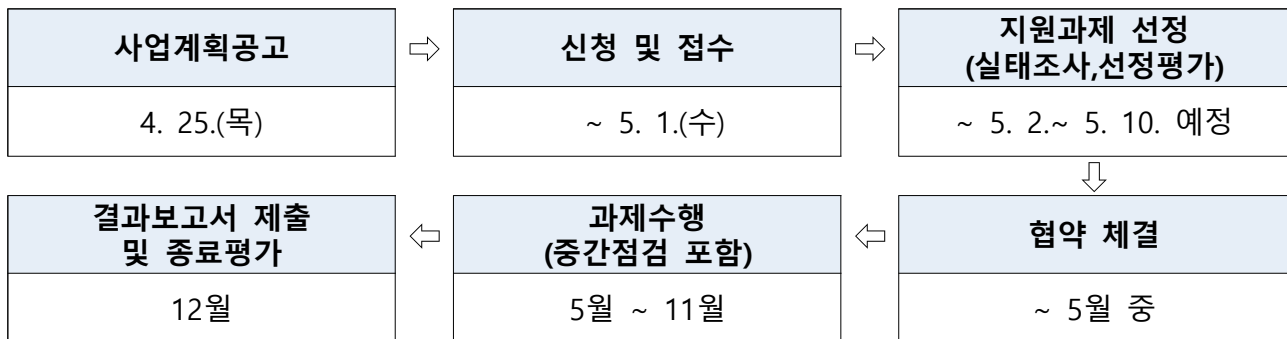 사업계획공고
⇨
신청 및 접수
⇨
지원과제 선정
(실태조사,선정평가)
4. 25.(목)
~ 5. 1.(수)
~ 5. 2.~ 5. 10. 예정
⇩
협약 체결
~ 5월 중
⇦
과제수행
(중간점검 포함)
5월 ~ 11월
⇦
결과보고서 제출
및 종료평가
12월